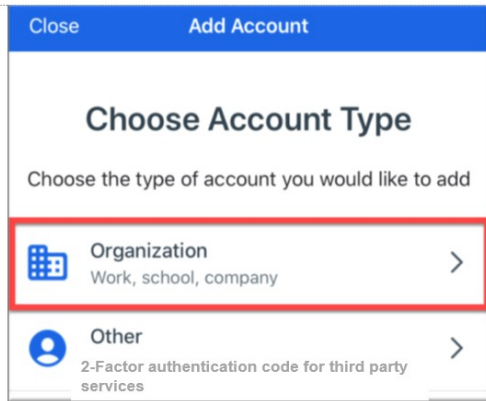 Close Add Account
Choose Account Type
Choose the type of account you would like to add
Organization
Work, school, company
Other
2-Factor authentication code for third party
services